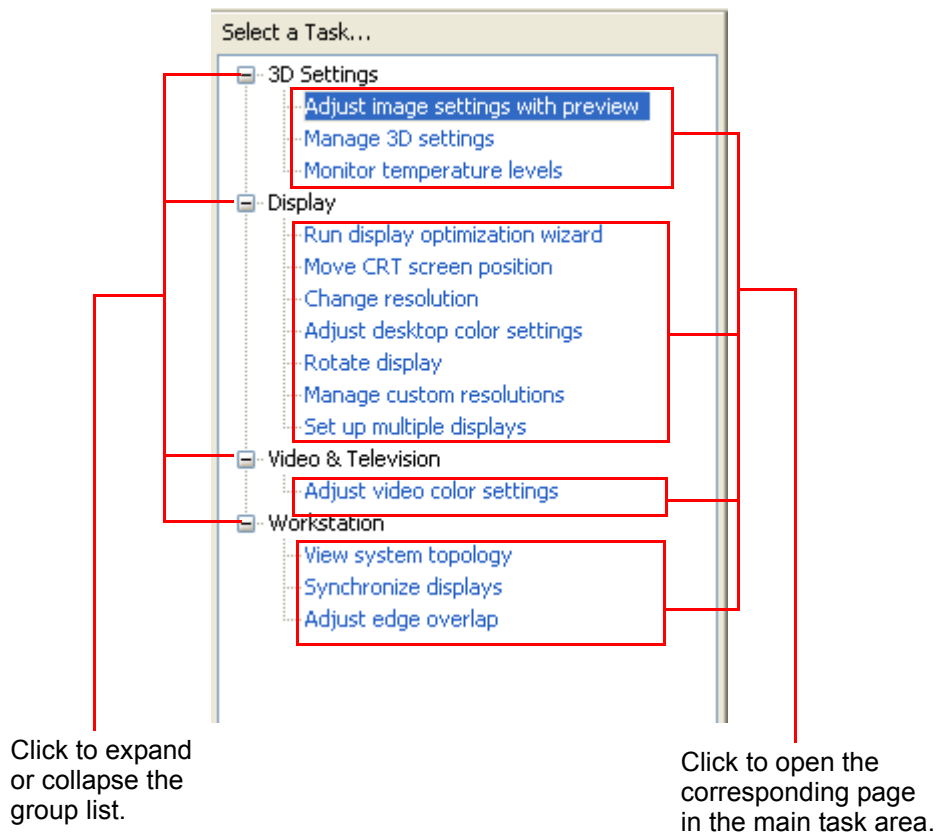 Select a Task...
3D Settings
Adjust image settings with preview
Manage 3D settings
Monitor temperature levels
Display
Run display optimization wizard
Move CRT screen position
Change resolution
Adjust desktop color settings
Rotate display
Manage custom resolutions
Set up multiple displays
Video & Television
Adjust video color settings
Workstation
View system topology
Synchronize displays
Adjust edge overlap
Click to expand
or collapse the
group list.
Click to open the
corresponding page
in the main task area.